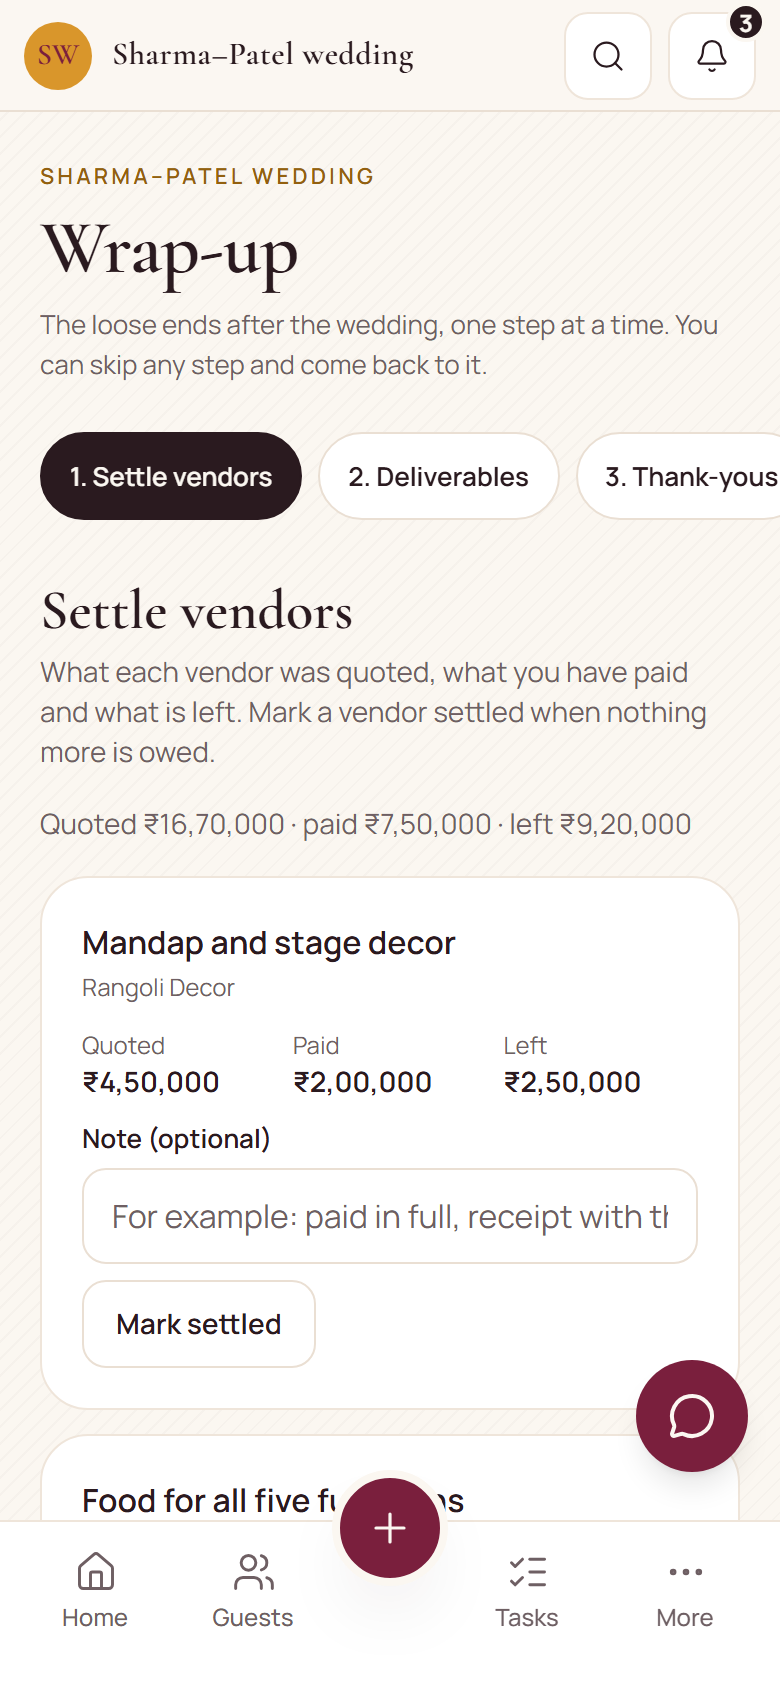 SW
Sharma–Patel wedding
3
SHARMA–PATEL WEDDING
Wrap-up
The loose ends after the wedding, one step at a time. You
can skip any step and come back to it.
1. Settle vendors
2. Deliverables
3. Thank-yous
Settle vendors
What each vendor was quoted, what you have paid
and what is left. Mark a vendor settled when nothing
more is owed.
Quoted ₹16,70,000 · paid ₹7,50,000 · left ₹9,20,000
Mandap and stage decor
Rangoli Decor
Quoted Paid Left
₹4,50,000 ₹2,00,000 ₹2,50,000
Note (optional)
For example: paid in full, receipt with
Mark settled
Food for all five
Home Guests Tasks More